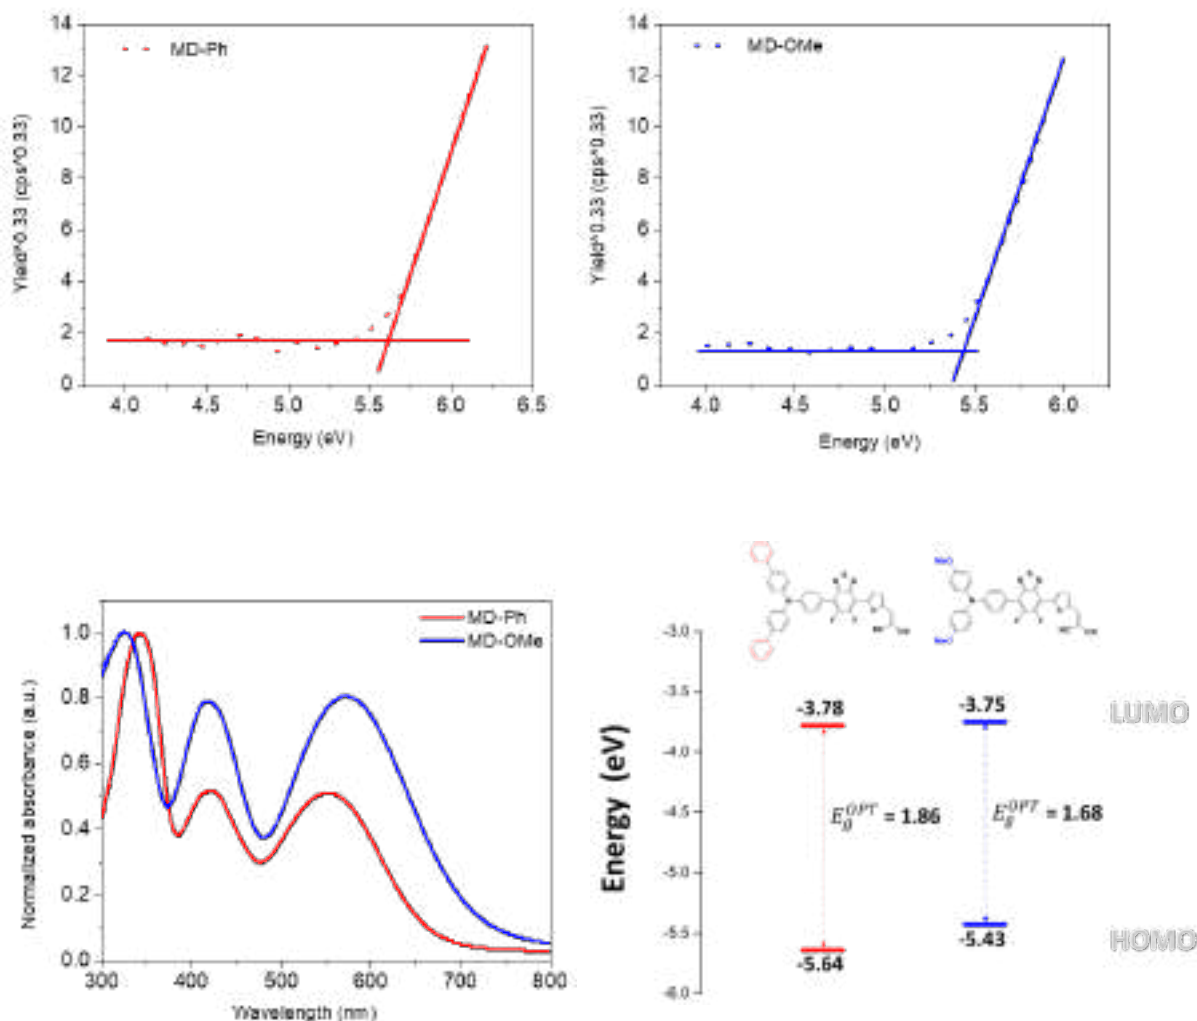 MD-Ph
Yield^0.33 (cps^0.33)
14
12
10
8
6
4
2
0
4.0 4.5 5.0 5.5 6.0 6.5
Energy (eV)
MD-OMe
Yield^0.33 (cps^0.33)
14
12
10
8
6
4
2
0
4.0 4.5 5.0 5.5 6.0
Energy (eV)
MD-Ph
MD-OMe
Normalized absorbance (a.u.)
1.0
0.8
0.6
0.4
0.2
0.0
300 400 500 600 700 800
Wavelength (nm)
MeO
MeO
Energy (eV)
-3.0
-3.5
-4.0
-4.5
-5.0
-5.5
-6.0
-3.78 -3.75
LUMO
E_g^OPT = 1.86 E_g^OPT = 1.68
HOMO
-5.64 -5.43